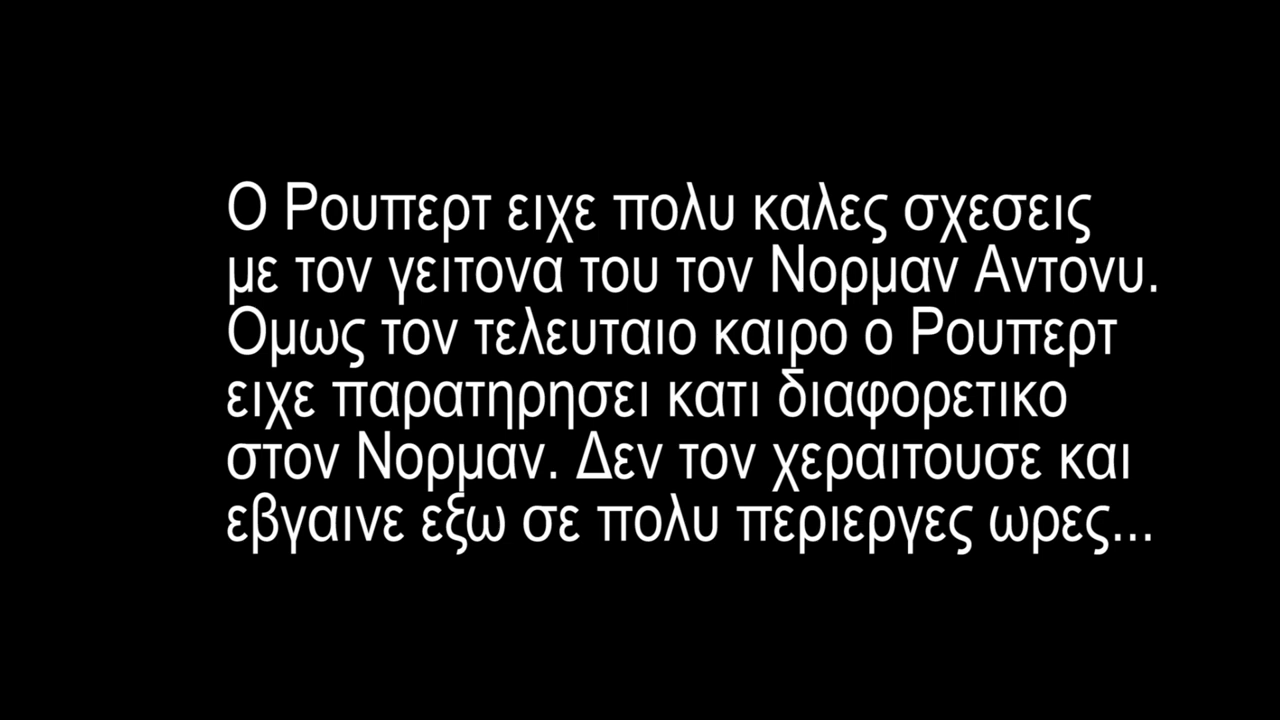 Ο Ρουπερτ ειχε πολυ καλες σχεσεις
με τον γειτονα του τον Νορμαν Αντονυ.
Ομως τον τελευταιο καιρο ο Ρουπερτ
ειχε παρατηρησει κατι διαφορετικο
στον Νορμαν. Δεν τον χεραιτουσε και
εβγαινε εξω σε πολυ περιεργες ωρες...